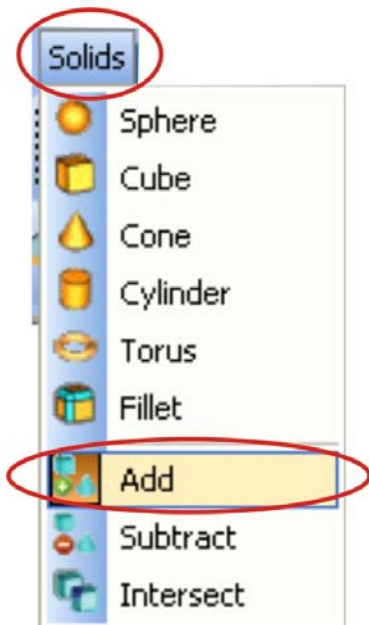 Solids
Sphere
Cube
Cone
Cylinder
Torus
Fillet
Add
Subtract
Intersect